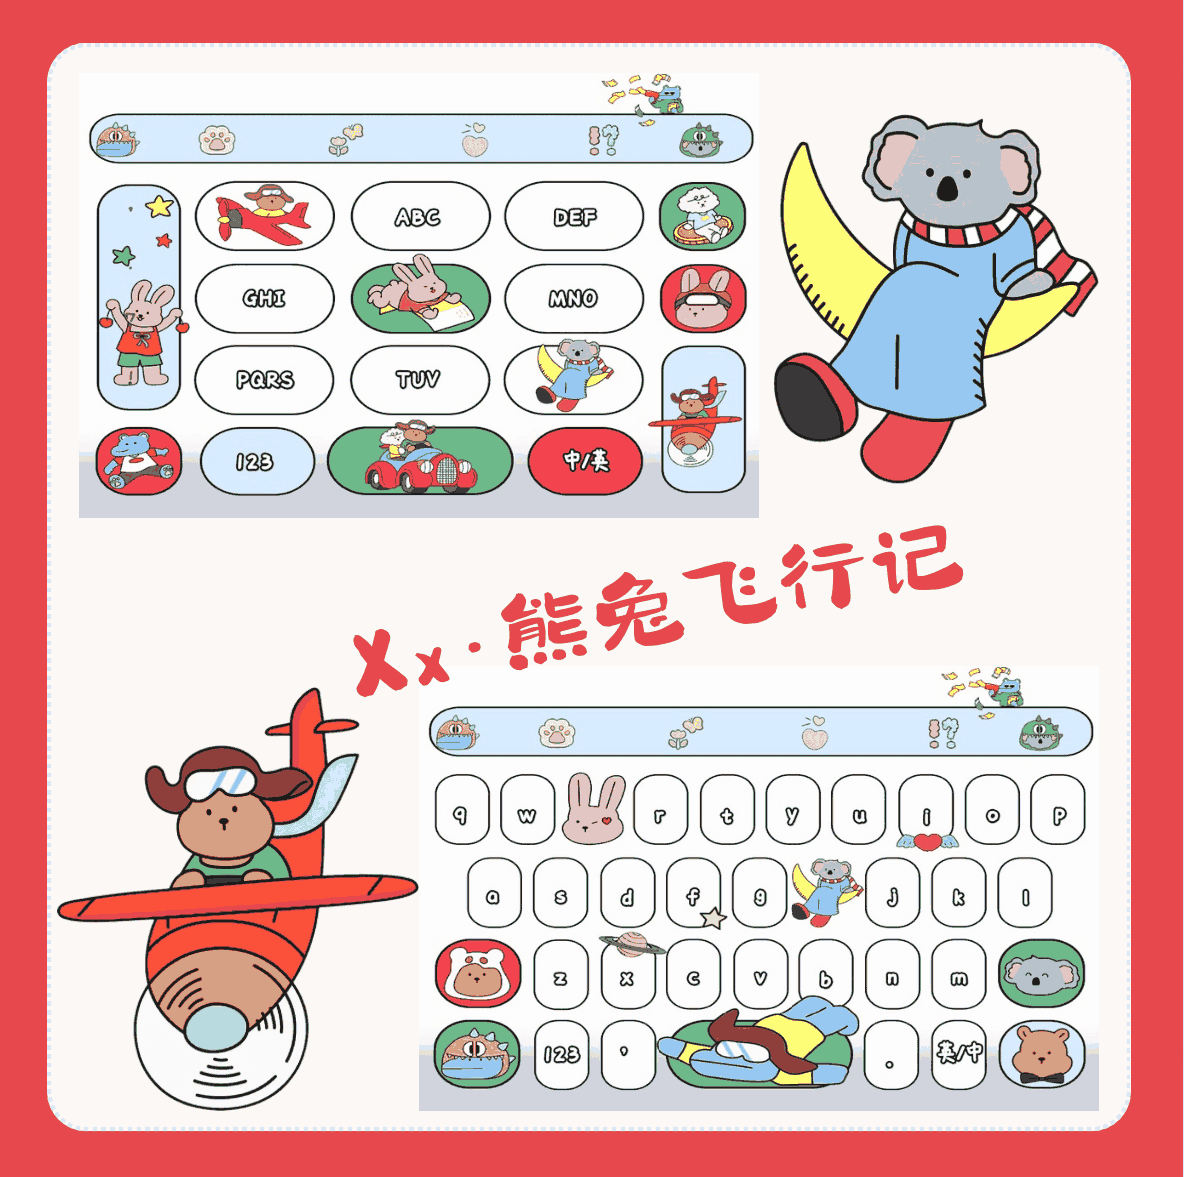 !?
ABC DEF
GHI MNO
PQRS TUV
123 中/英
Xx·熊兔飞行记
!?
q w r t y u i o p
a s d f g j k l
z x c v b n m
123 , 。 英/中